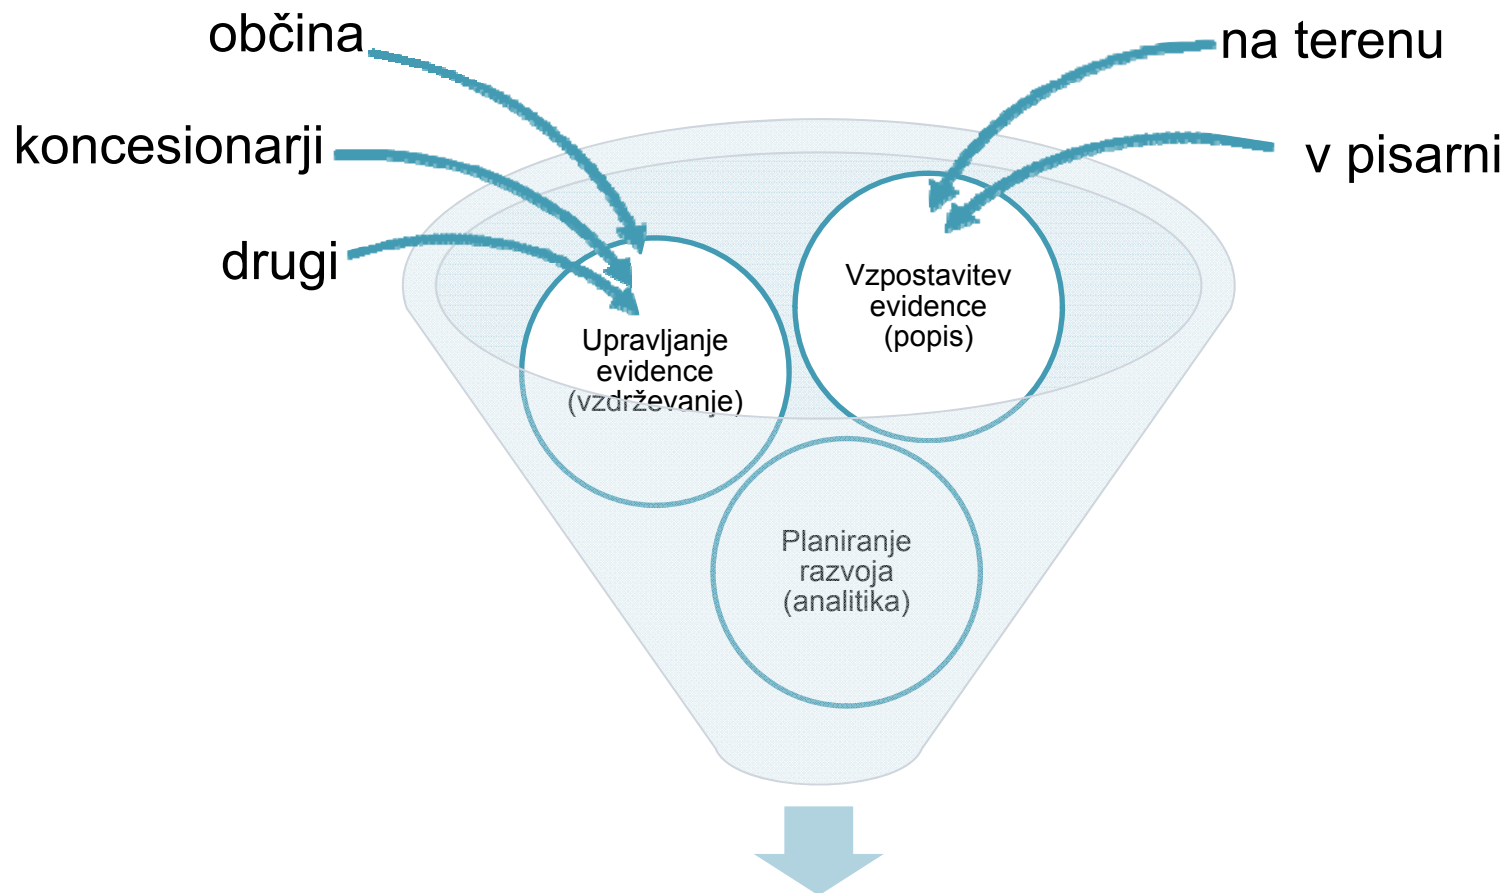 občina
koncesionarji
drugi
na terenu
v pisarni
Upravljanje
evidence
(vzdrževanje)
Vzpostavitev
evidence
(popis)
Planiranje
razvoja
(analitika)